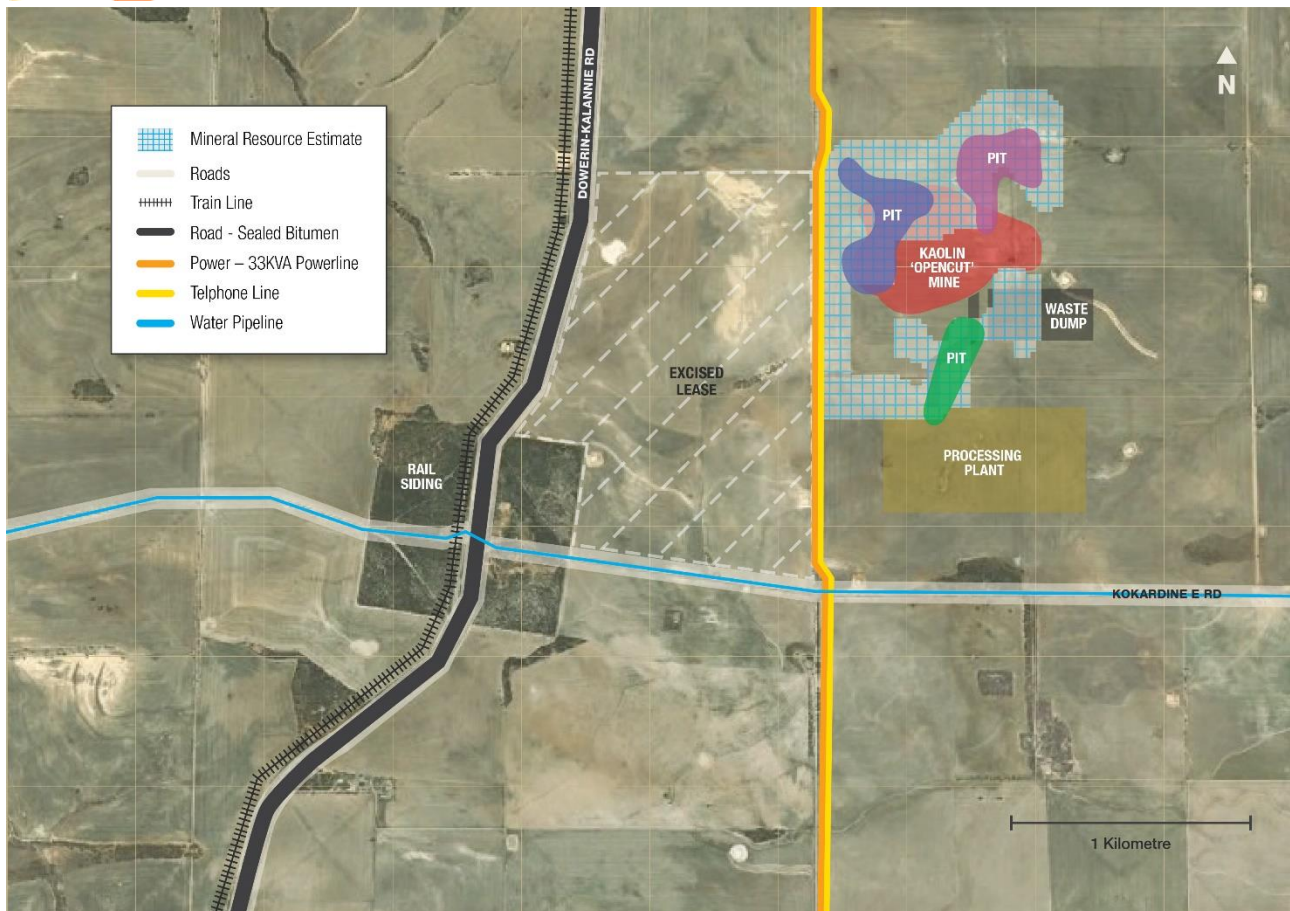 DOWERIN-KALANNIE RD
N
Mineral Resource Estimate
Roads
Train Line
Road - Sealed Bitumen
Power – 33KVA Powerline
Telphone Line
Water Pipeline
PIT
PIT
KAOLIN
‘OPENCUT’
MINE
WASTE
DUMP
PIT
EXCISED
LEASE
RAIL
SIDING
PROCESSING
PLANT
KOKARDINE E RD
1 Kilometre